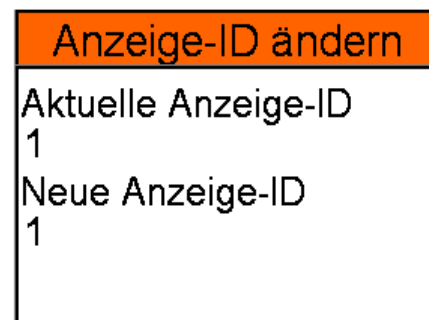 Anzeige-ID ändern
Aktuelle Anzeige-ID
1
Neue Anzeige-ID
1